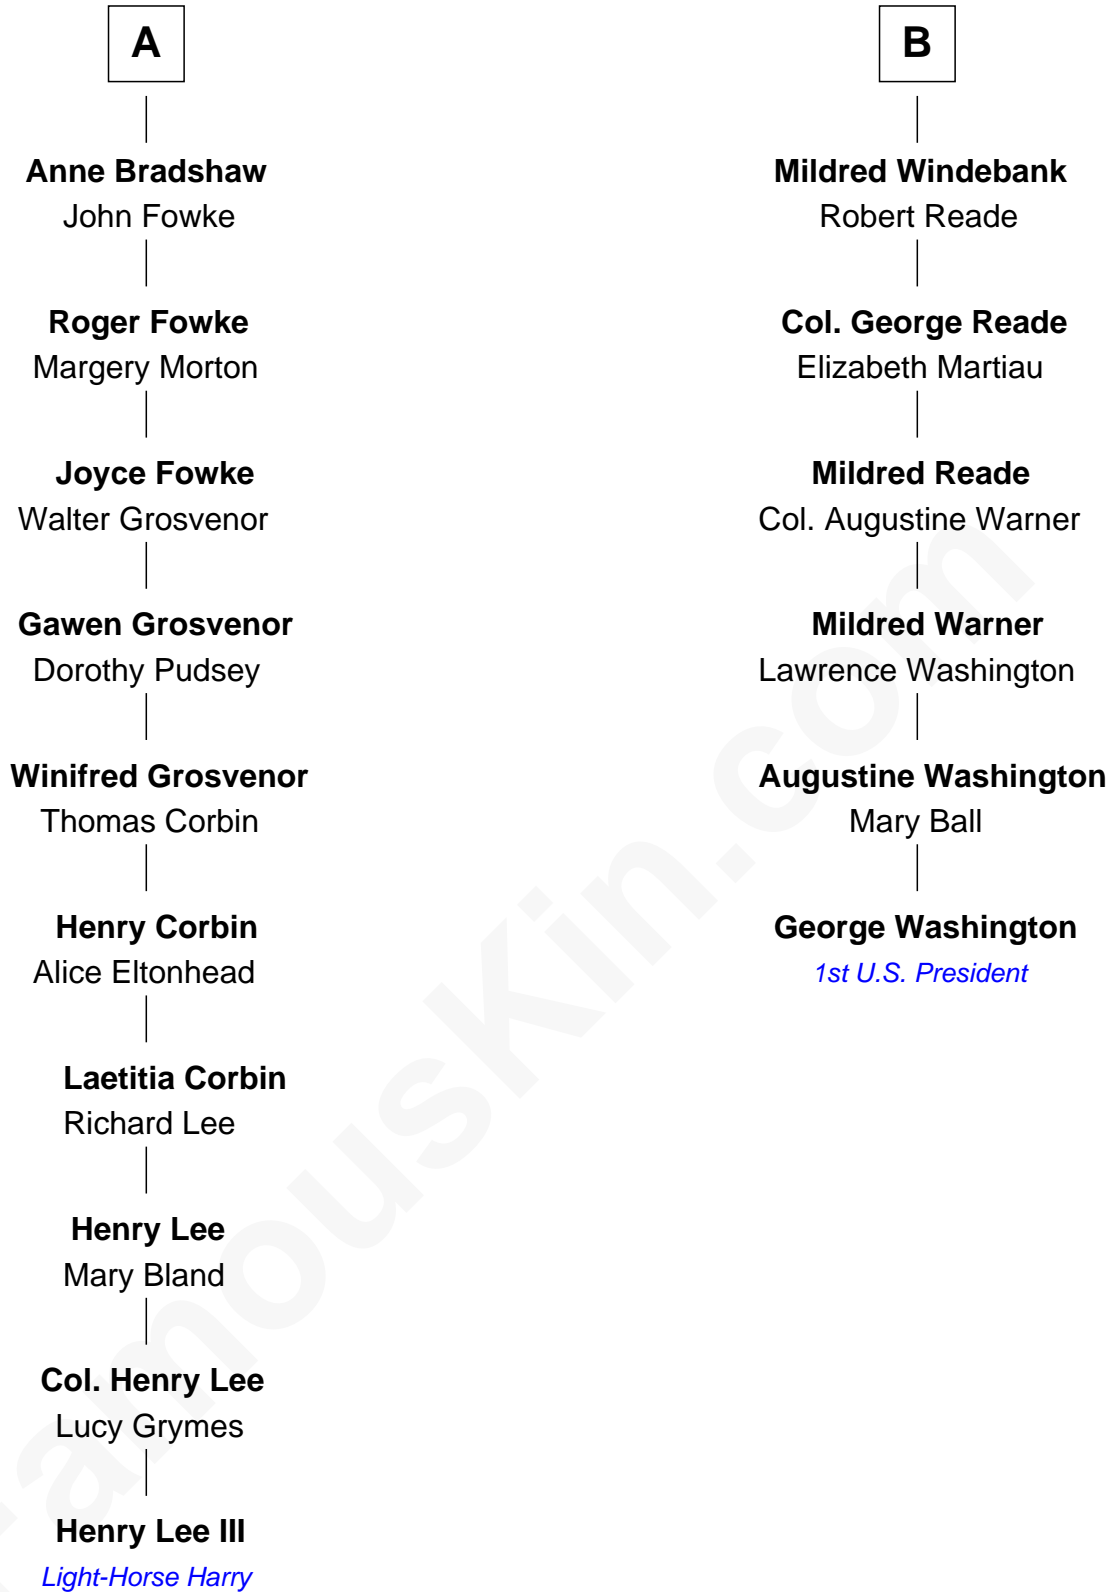 A
Anne Bradshaw
John Fowke
Roger Fowke
Margery Morton
Joyce Fowke
Walter Grosvenor
Gawen Grosvenor
Dorothy Pudsey
Winifred Grosvenor
Thomas Corbin
Henry Corbin
Alice Eltonhead
Laetitia Corbin
Richard Lee
Henry Lee
Mary Bland
Col. Henry Lee
Lucy Grymes
Henry Lee III
Light-Horse Harry
B
Mildred Windebank
Robert Reade
Col. George Reade
Elizabeth Martiau
Mildred Reade
Col. Augustine Warner
Mildred Warner
Lawrence Washington
Augustine Washington
Mary Ball
George Washington
1st U.S. President
FamousKin.com